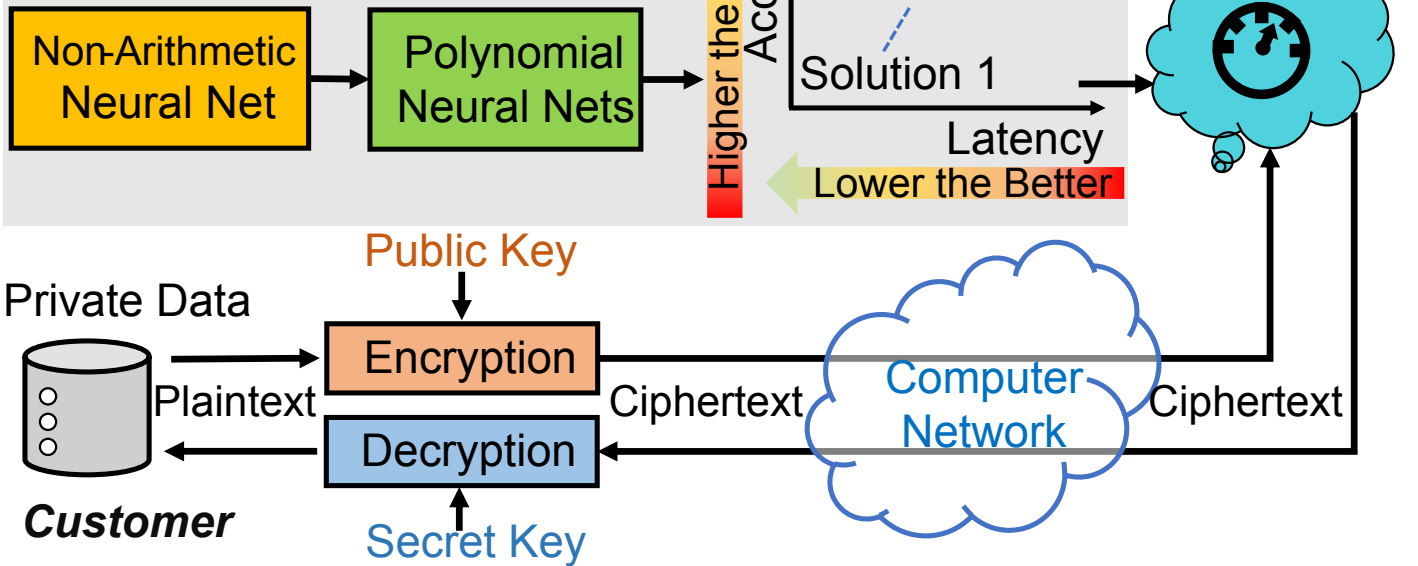 Non-Arithmetic
Neural Net
Polynomial
Neural Nets
Higher the
Acc
Solution 1
Latency
Lower the Better
Public Key
Private Data
Encryption
Plaintext
Ciphertext
Computer
Network
Ciphertext
Decryption
Customer
Secret Key